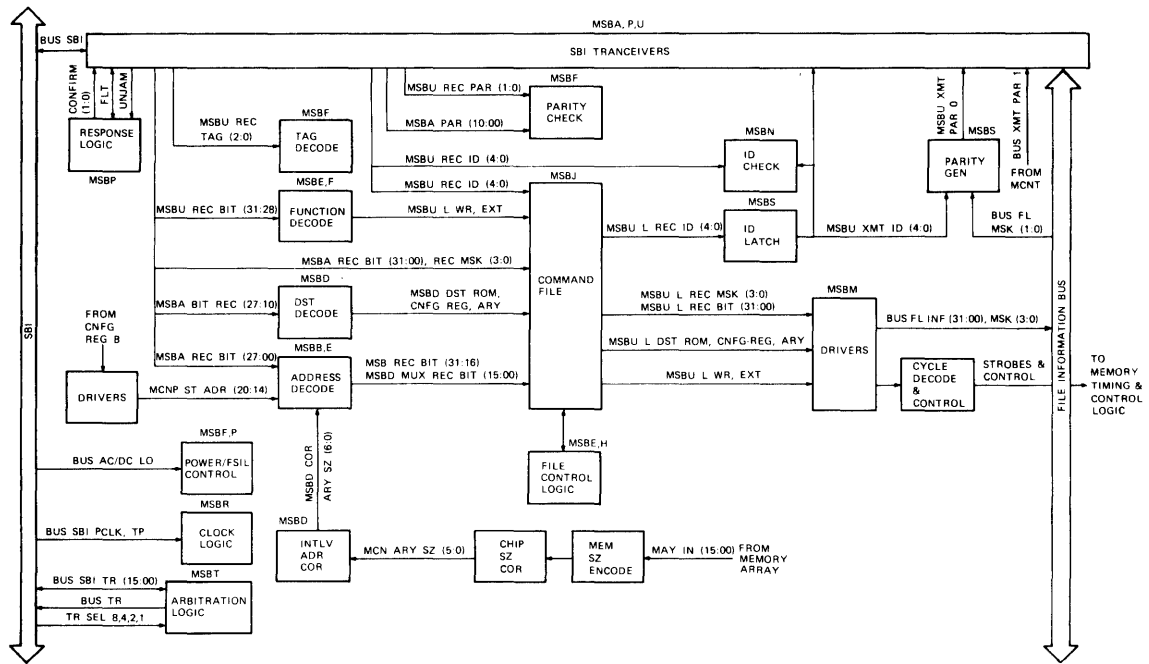 MSBA, P,U
BUS SBI
SBI TRANCEIVERS
CONFIRM
(1:0)
FLT
UNJAM
RESPONSE
LOGIC
MSBP
MSBU REC
TAG (2:0)
MSBF
TAG
DECODE
MSBU REC PAR (1:0)
MSBA PAR (10:00)
MSBF
PARITY
CHECK
MSBU REC ID (4:0)
MSBN
ID
CHECK
MSBU XMT
PAR 0
MSBS
PARITY
GEN
BUS XMT PAR 1
FROM
MCNT
MSBU REC BIT (31:28)
MSBE,F
FUNCTION
DECODE
MSBU REC ID (4:0)
MSBU L WR, EXT
MSBJ
COMMAND
FILE
MSBU L REC ID (4:0)
MSBS
ID
LATCH
MSBU XMT ID (4:0)
BUS FL
MSK (1:0)
MSBA REC BIT (31:00), REC MSK (3:0)
MSBA BIT REC (27:10)
MSBD
DST
DECODE
MSBD DST ROM,
CNFG REG, ARY
MSBU L REC MSK (3:0)
MSBU L REC BIT (31:00)
MSBM
DRIVERS
BUS FL INF (31:00), MSK (3:0)
FROM
CNFG
REG B
SBI
MSBA REC BIT (27:00)
MSBB,E
ADDRESS
DECODE
MSB REC BIT (31:16)
MSBD MUX REC BIT (15:00)
MSBU L DST ROM, CNFG-REG, ARY
MSBU L WR, EXT
CYCLE
DECODE
&
CONTROL
STROBES &
CONTROL
FILE INFORMATION BUS
TO
MEMORY
TIMING &
CONTROL
LOGIC
DRIVERS
MCNP ST ADR (20:14)
MSBF,P
BUS AC/DC LO
POWER/FSIL
CONTROL
MSBD COR
ARY SZ (6:0)
MSBE,H
FILE
CONTROL
LOGIC
MSBR
BUS SBI PCLK, TP
CLOCK
LOGIC
MSBD
INTLV
ADR
COR
MCN ARY SZ (5:0)
CHIP
SZ
COR
MEM
SZ
ENCODE
MAY IN (15:00)
FROM
MEMORY
ARRAY
MSBT
BUS SBI TR (15:00)
BUS TR
TR SEL 8,4,2,1
ARBITRATION
LOGIC